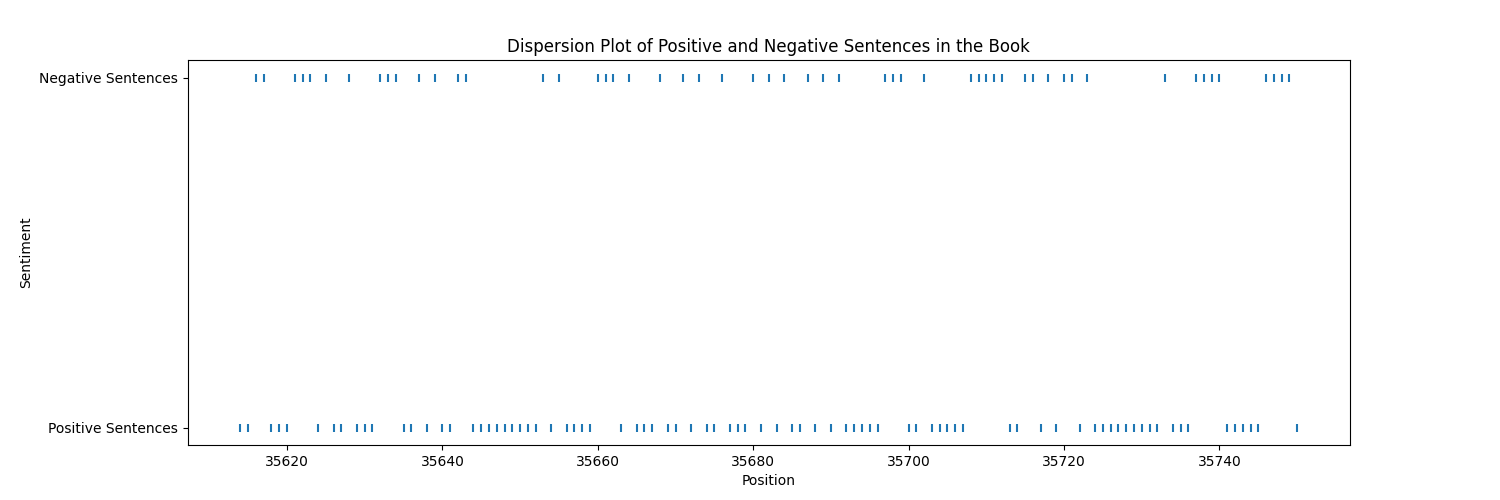 Dispersion Plot of Positive and Negative Sentences in the Book
Negative Sentences
Sentiment
Positive Sentences
35620 35640 35660 35680 35700 35720 35740
Position